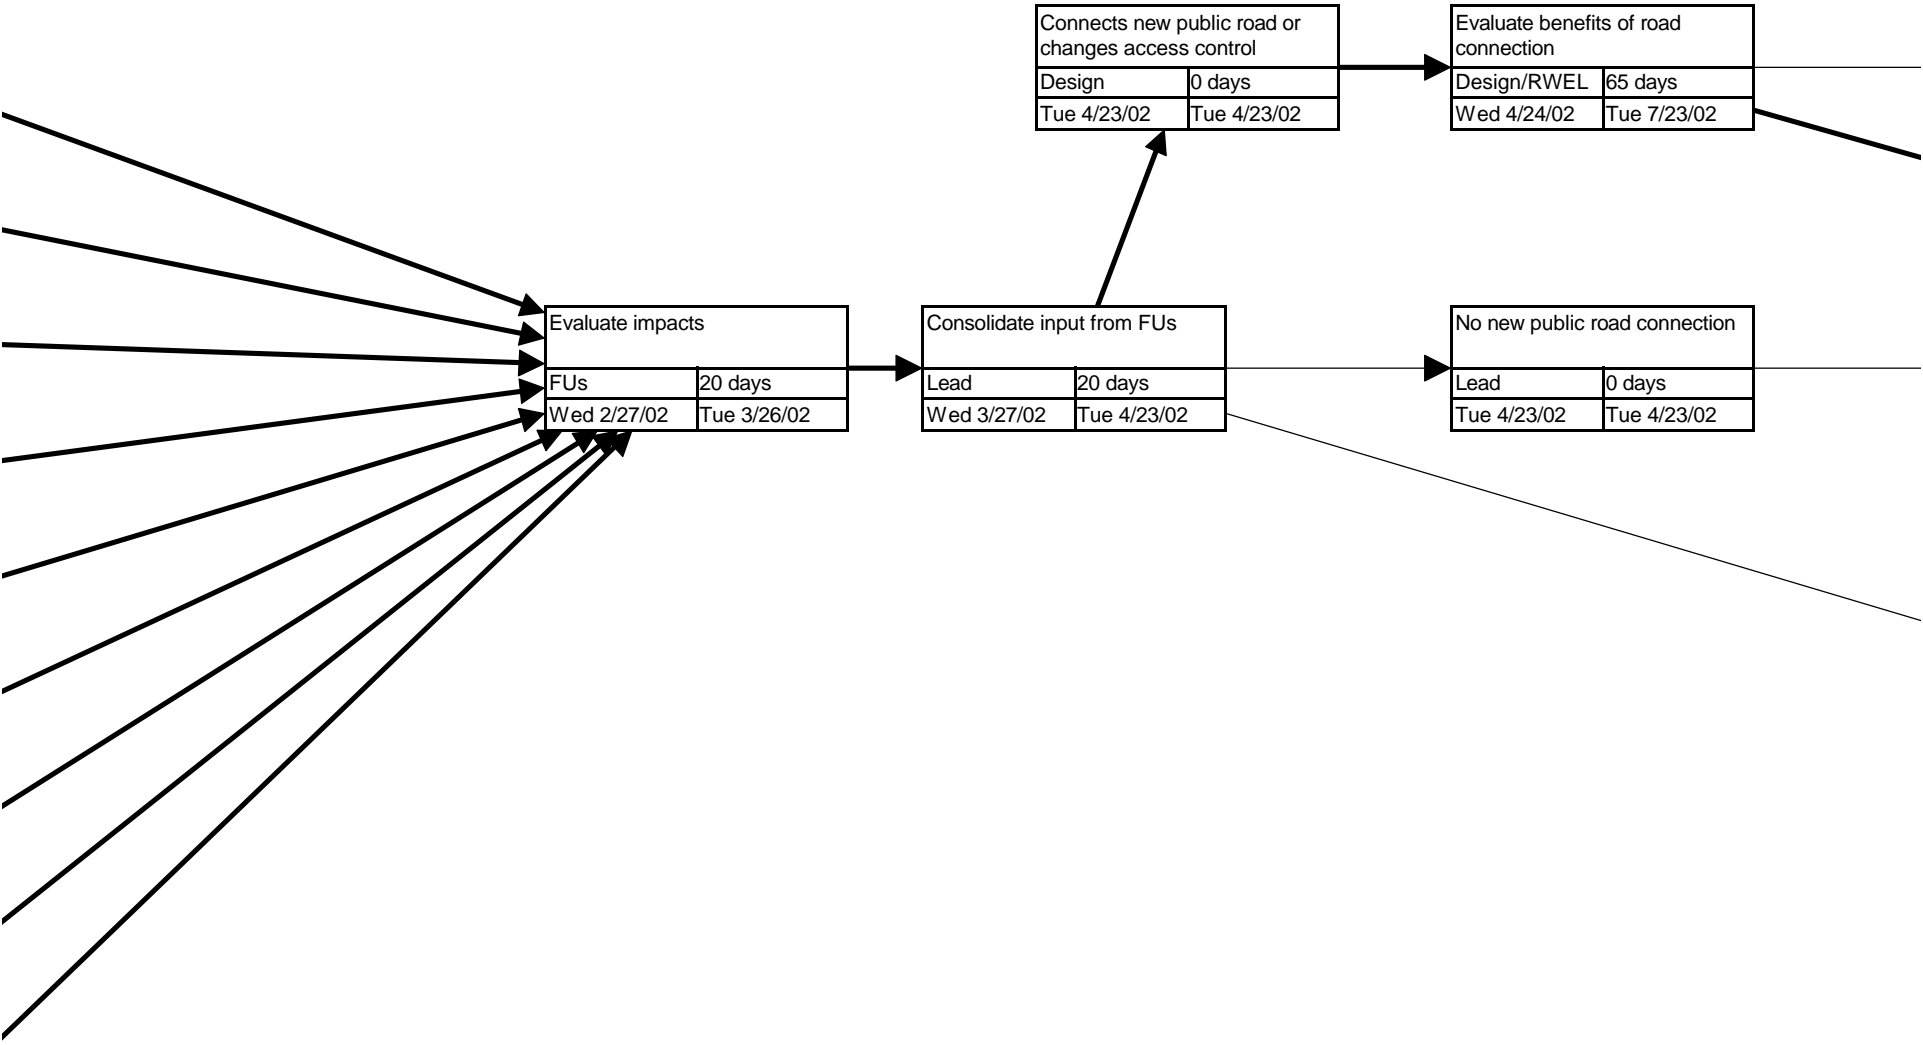 Connects new public road or
changes access control
Design 0 days
Tue 4/23/02 Tue 4/23/02
Evaluate benefits of road
connection
Design/RWEL 65 days
Wed 4/24/02 Tue 7/23/02
Evaluate impacts
FUs 20 days
Wed 2/27/02 Tue 3/26/02
Consolidate input from FUs
Lead 20 days
Wed 3/27/02 Tue 4/23/02
No new public road connection
Lead 0 days
Tue 4/23/02 Tue 4/23/02